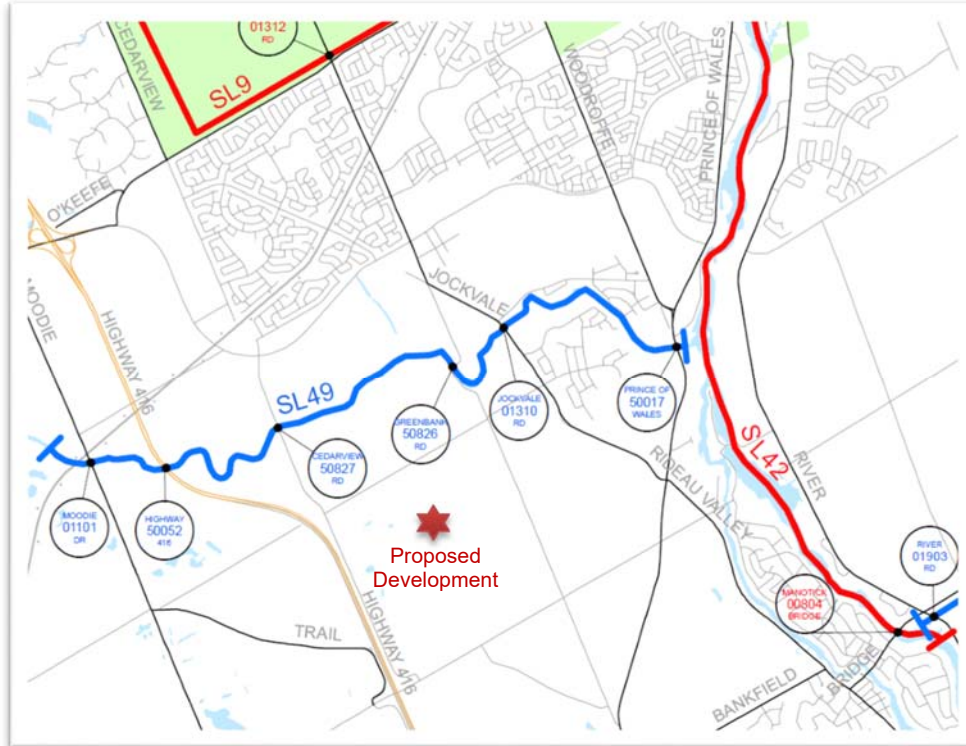 CEDARVIEW
01312
RD
SL9
WOODROFFE
PRINCE OF WALES
O'KEEFE
MOODIE
HIGHWAY 416
JOCKVALE
SL49
GREENBANK
50826
RD
JOCKVALE
01310
RD
PRINCE OF
50017
WALES
CEDARVIEW
50827
RD
MOODIE
01101
DR
HIGHWAY
50052
416
SL42
RIVER
RIDEAU VALLEY
Proposed
Development
RIVER
01903
RD
MANOTICK
00804
BRIDGE
TRAIL
HIGHWAY 416
BRIDGE
BANKFIELD